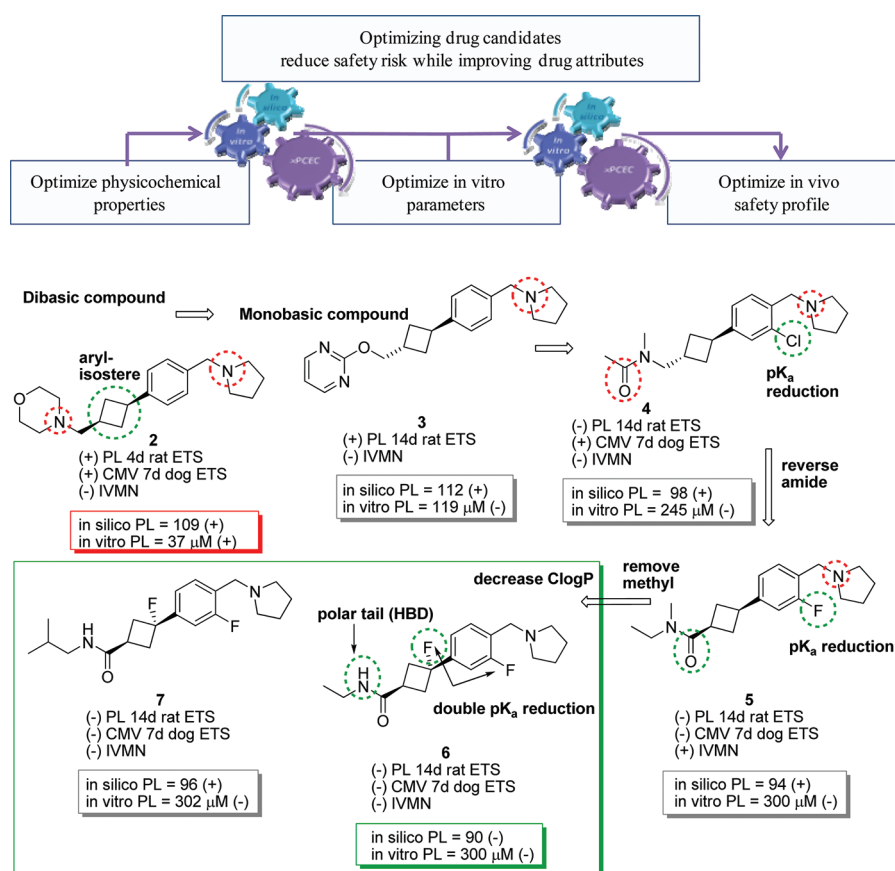 Optimizing drug candidates
reduce safety risk while improving drug attributes
In silico
In vitro
xPCEC
In silico
In vitro
xPCEC
Optimize physicochemical
properties
Optimize in vitro
parameters
Optimize in vivo
safety profile
Dibasic compound
aryl-
isostere
N
O
N
2
(+) PL 4d rat ETS
(+) CMV 7d dog ETS
(-) IVMN
in silico PL = 109 (+)
in vitro PL = 37 μM (+)
Monobasic compound
N
N
O
N
3
(+) PL 14d rat ETS
(-) IVMN
in silico PL = 112 (+)
in vitro PL = 119 μM (-)
N
Cl
N
O
pKa
reduction
4
(-) PL 14d rat ETS
(+) CMV 7d dog ETS
(-) IVMN
in silico PL = 98 (+)
in vitro PL = 245 μM (-)
reverse
amide
N
F
N
O
pKa reduction
5
(-) PL 14d rat ETS
(-) CMV 7d dog ETS
(+) IVMN
in silico PL = 94 (+)
in vitro PL = 300 μM (-)
remove
methyl
decrease ClogP
polar tail (HBD)
N
F
F
H
N
O
double pKa reduction
6
(-) PL 14d rat ETS
(-) CMV 7d dog ETS
(-) IVMN
in silico PL = 90 (-)
in vitro PL = 300 μM (-)
N
F
F
N
H
O
7
(-) PL 14d rat ETS
(-) CMV 7d dog ETS
(-) IVMN
in silico PL = 96 (+)
in vitro PL = 302 μM (-)